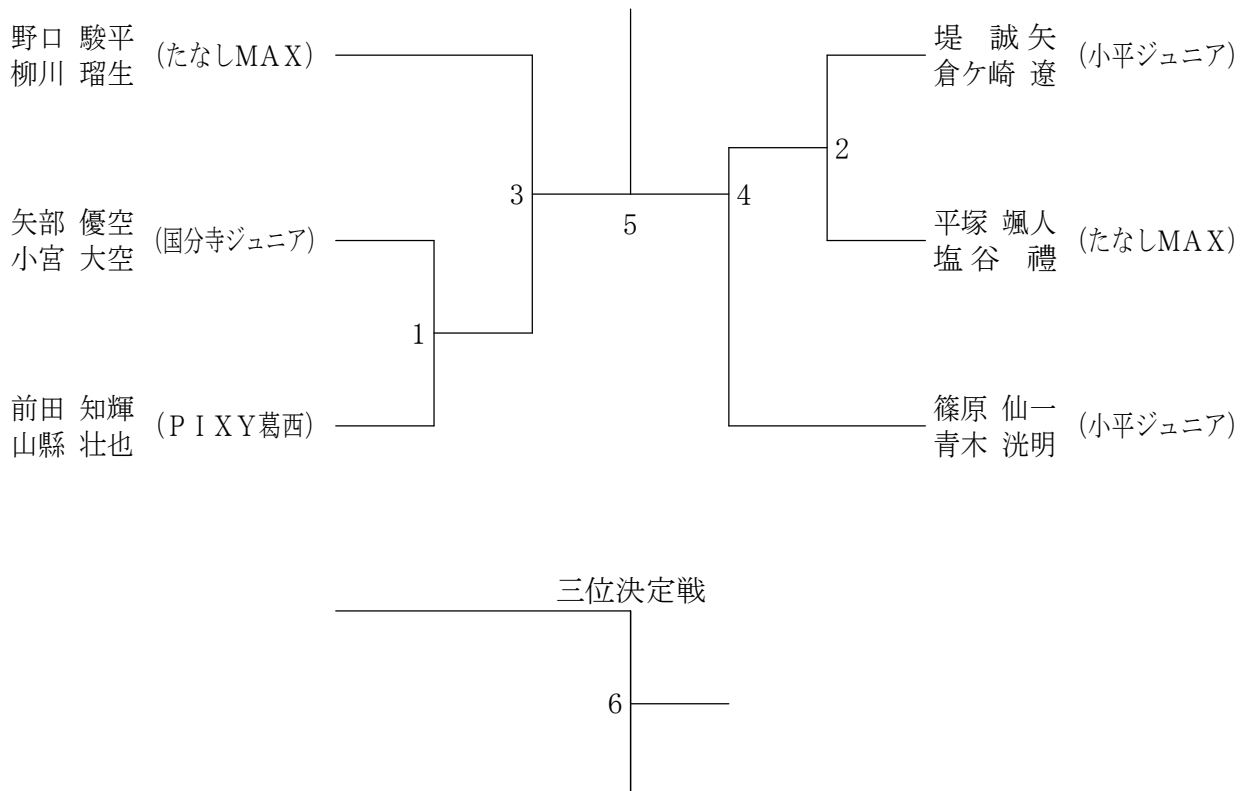 野口 駿平
柳川 瑠生
(たなしMAX)
矢部 優空
小宮 大空
(国分寺ジュニア)
前田 知輝
山縣 壮也
(PIXY葛西)
1
3
5
4
2
堤 誠矢
倉ケ崎 遼
(小平ジュニア)
平塚 颯人
塩谷 禮
(たなしMAX)
篠原 仙一
青木 洸明
(小平ジュニア)
三位決定戦
6